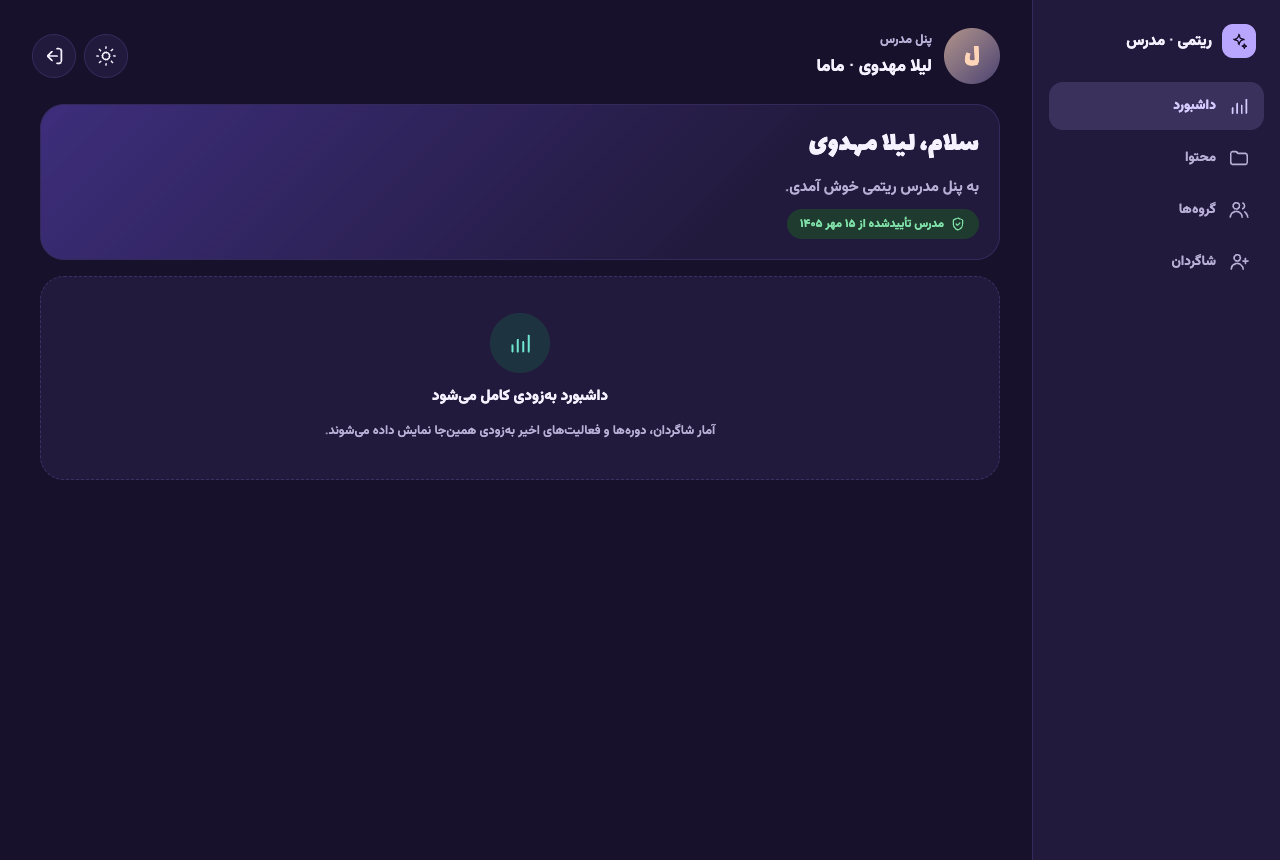 ریتمی · مدرس
داشبورد
محتوا
گروه‌ها
شاگردان
ل
پنل مدرس
لیلا مهدوی · ماما
سلام، لیلا مهدوی
به پنل مدرس ریتمی خوش آمدی.
مدرس تأییدشده از ۱۵ مهر ۱۴۰۵
داشبورد به‌زودی کامل می‌شود
آمار شاگردان، دوره‌ها و فعالیت‌های اخیر به‌زودی همین‌جا نمایش داده می‌شوند.